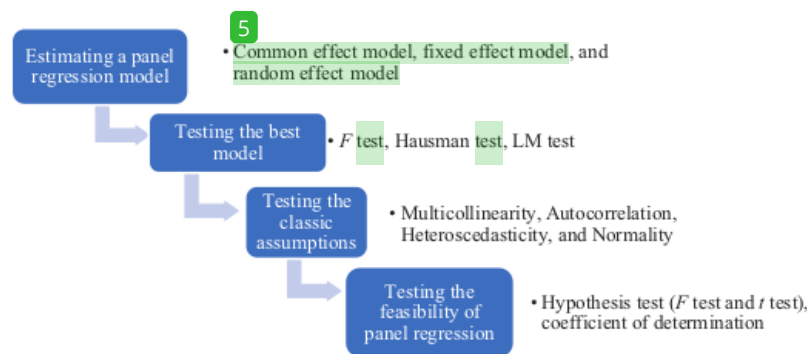 5
Estimating a panel
regression model
• Common effect model, fixed effect model, and
random effect model
Testing the best
model
• F test, Hausman test, LM test
Testing the
classic
assumptions
• Multicollinearity, Autocorrelation,
Heteroscedasticity, and Normality
Testing the
feasibility of
panel regression
• Hypothesis test (F test and t test),
coefficient of determination